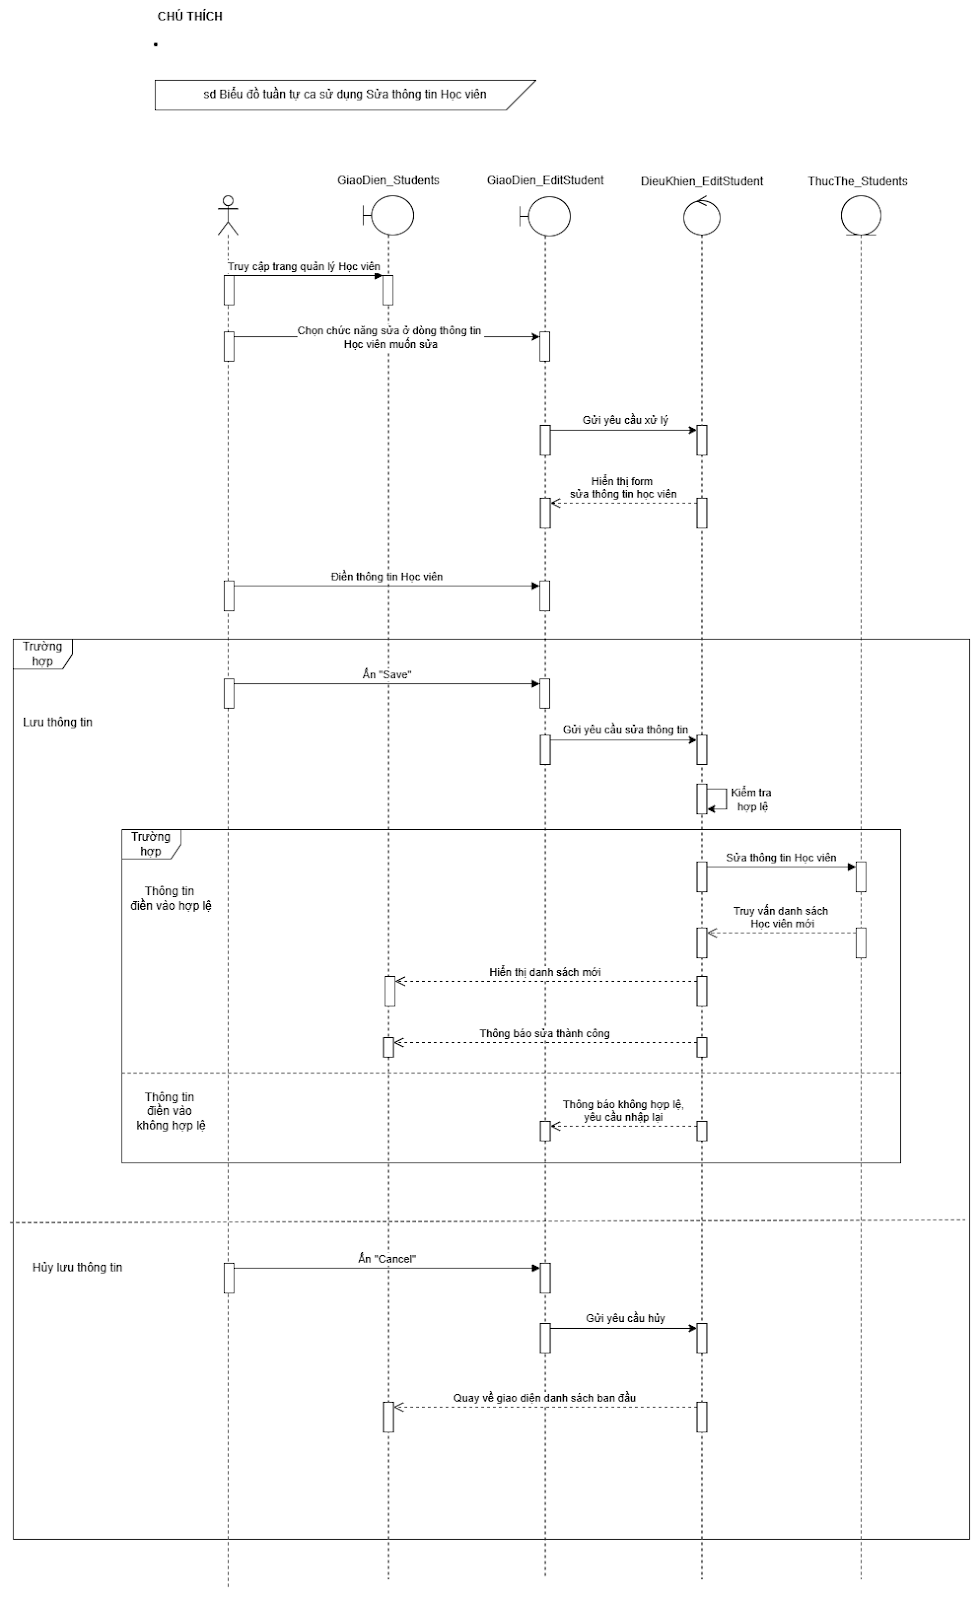 CHÚ THÍCH
sd Biểu đồ tuần tự ca sử dụng Sửa thông tin Học viên
GiaoDien_Students
GiaoDien_EditStudent
DieuKhien_EditStudent
ThucThe_Students
Truy cập trang quản lý Học viên
Chọn chức năng sửa ở dòng thông tin
Học viên muốn sửa
Gửi yêu cầu xử lý
Hiển thị form
sửa thông tin học viên
Điền thông tin Học viên
Trường
hợp
Ấn "Save"
Lưu thông tin
Gửi yêu cầu sửa thông tin
Kiểm tra
hợp lệ
Trường
hợp
Sửa thông tin Học viên
Thông tin
điền vào hợp lệ
Truy vấn danh sách
Học viên mới
Hiển thị danh sách mới
Thông báo sửa thành công
Thông tin
điền vào
không hợp lệ
Thông báo không hợp lệ,
yêu cầu nhập lại
Ấn "Cancel"
Hủy lưu thông tin
Gửi yêu cầu hủy
Quay về giao diện danh sách ban đầu